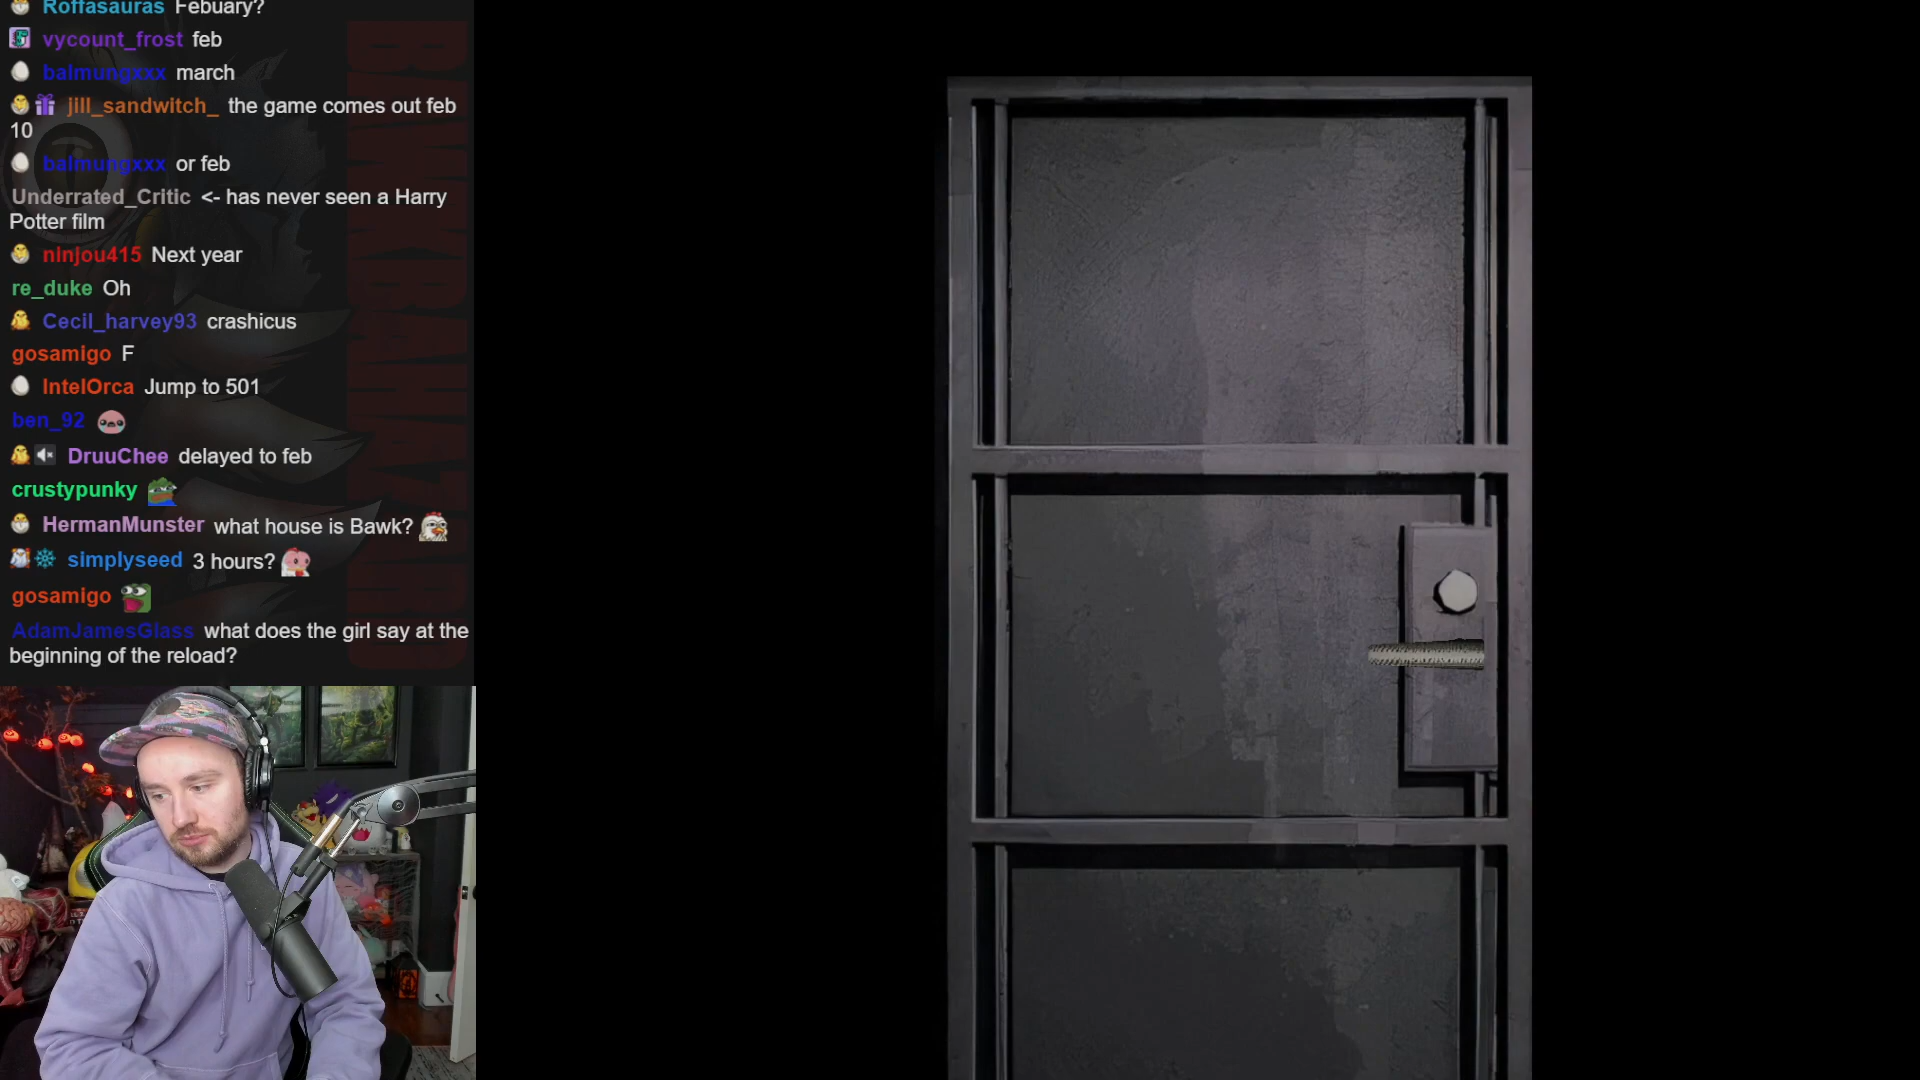 Roffasauras Febuary?
vycount_frost feb
balmungxxx march
jill_sandwitch_ the game comes out feb
10
balmungxxx or feb
Underrated_Critic <- has never seen a Harry
Potter film
ninjou415 Next year
re_duke Oh
Cecil_harvey93 crashicus
gosamigo F
IntelOrca Jump to 501
ben_92
DruuChee delayed to feb
crustypunky
HermanMunster what house is Bawk?
simplyseed 3 hours?
gosamigo
AdamJamesGlass what does the girl say at the
beginning of the reload?